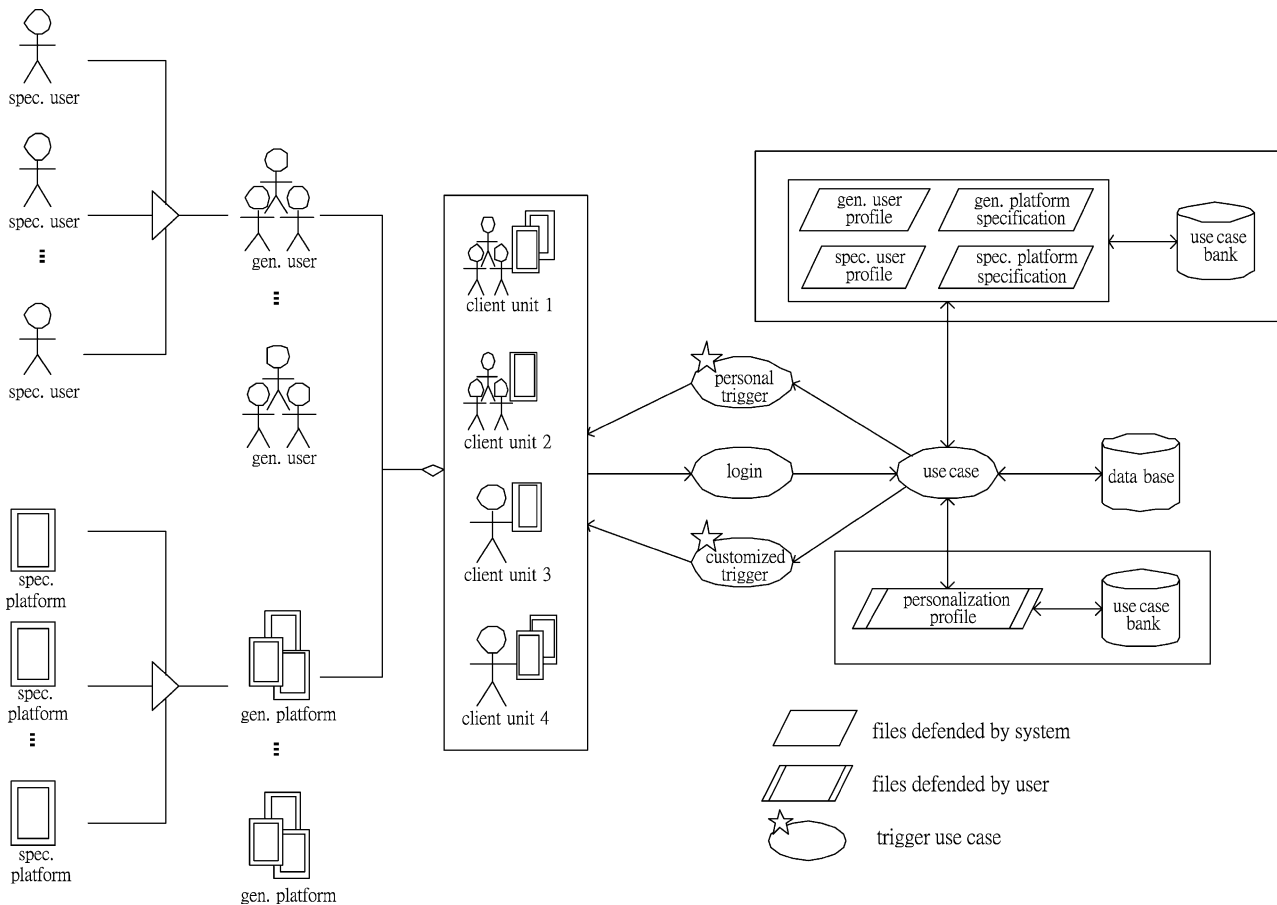 spec. user
spec. user
...
spec. user
gen. user
...
gen. user
spec.
platform
spec.
platform
...
spec.
platform
gen. platform
...
gen. platform
client unit 1
client unit 2
client unit 3
client unit 4
personal
trigger
login
customized
trigger
use case
gen. user
profile
gen. platform
specification
spec. user
profile
spec. platform
specification
use case
bank
data base
personalization
profile
use case
bank
files defended by system
files defended by user
trigger use case